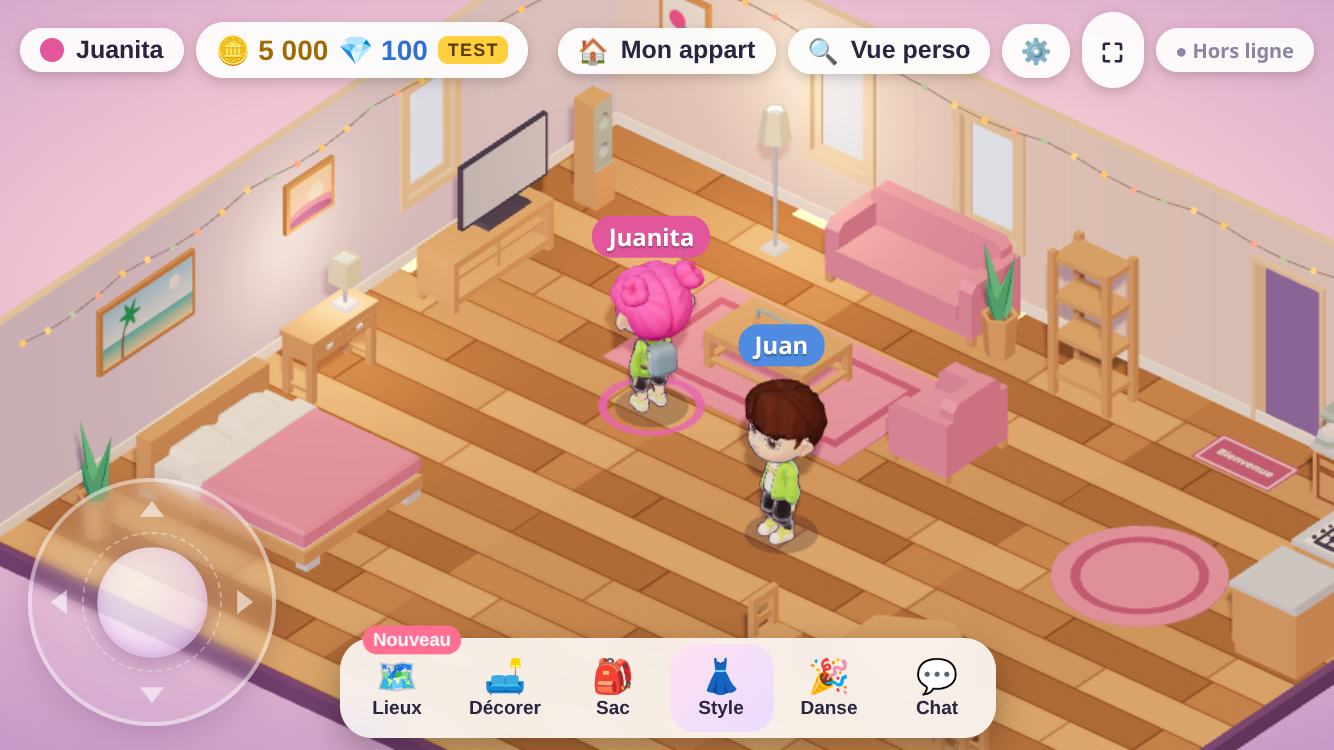 Juanita
5 000
100
TEST
Mon appart
Vue perso
Hors ligne
Juanita
Juan
Bienvenue
Nouveau
Lieux
Décorer
Sac
Style
Danse
Chat